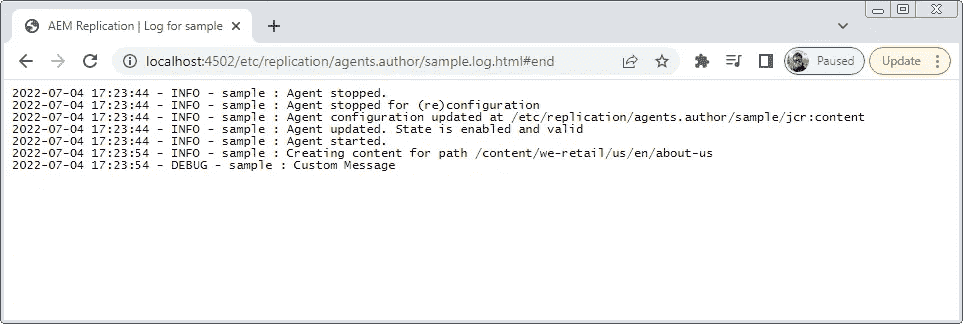 AEM Replication | Log for sample
localhost:4502/etc/replication/agents.author/sample.log.html#end
Paused
Update
2022-07-04 17:23:44 - INFO - sample : Agent stopped.
2022-07-04 17:23:44 - INFO - sample : Agent stopped for (re)configuration
2022-07-04 17:23:44 - INFO - sample : Agent configuration updated at /etc/replication/agents.author/sample/jcr:content
2022-07-04 17:23:44 - INFO - sample : Agent updated. State is enabled and valid
2022-07-04 17:23:44 - INFO - sample : Agent started.
2022-07-04 17:23:54 - INFO - sample : Creating content for path /content/we-retail/us/en/about-us
2022-07-04 17:23:54 - DEBUG - sample : Custom Message